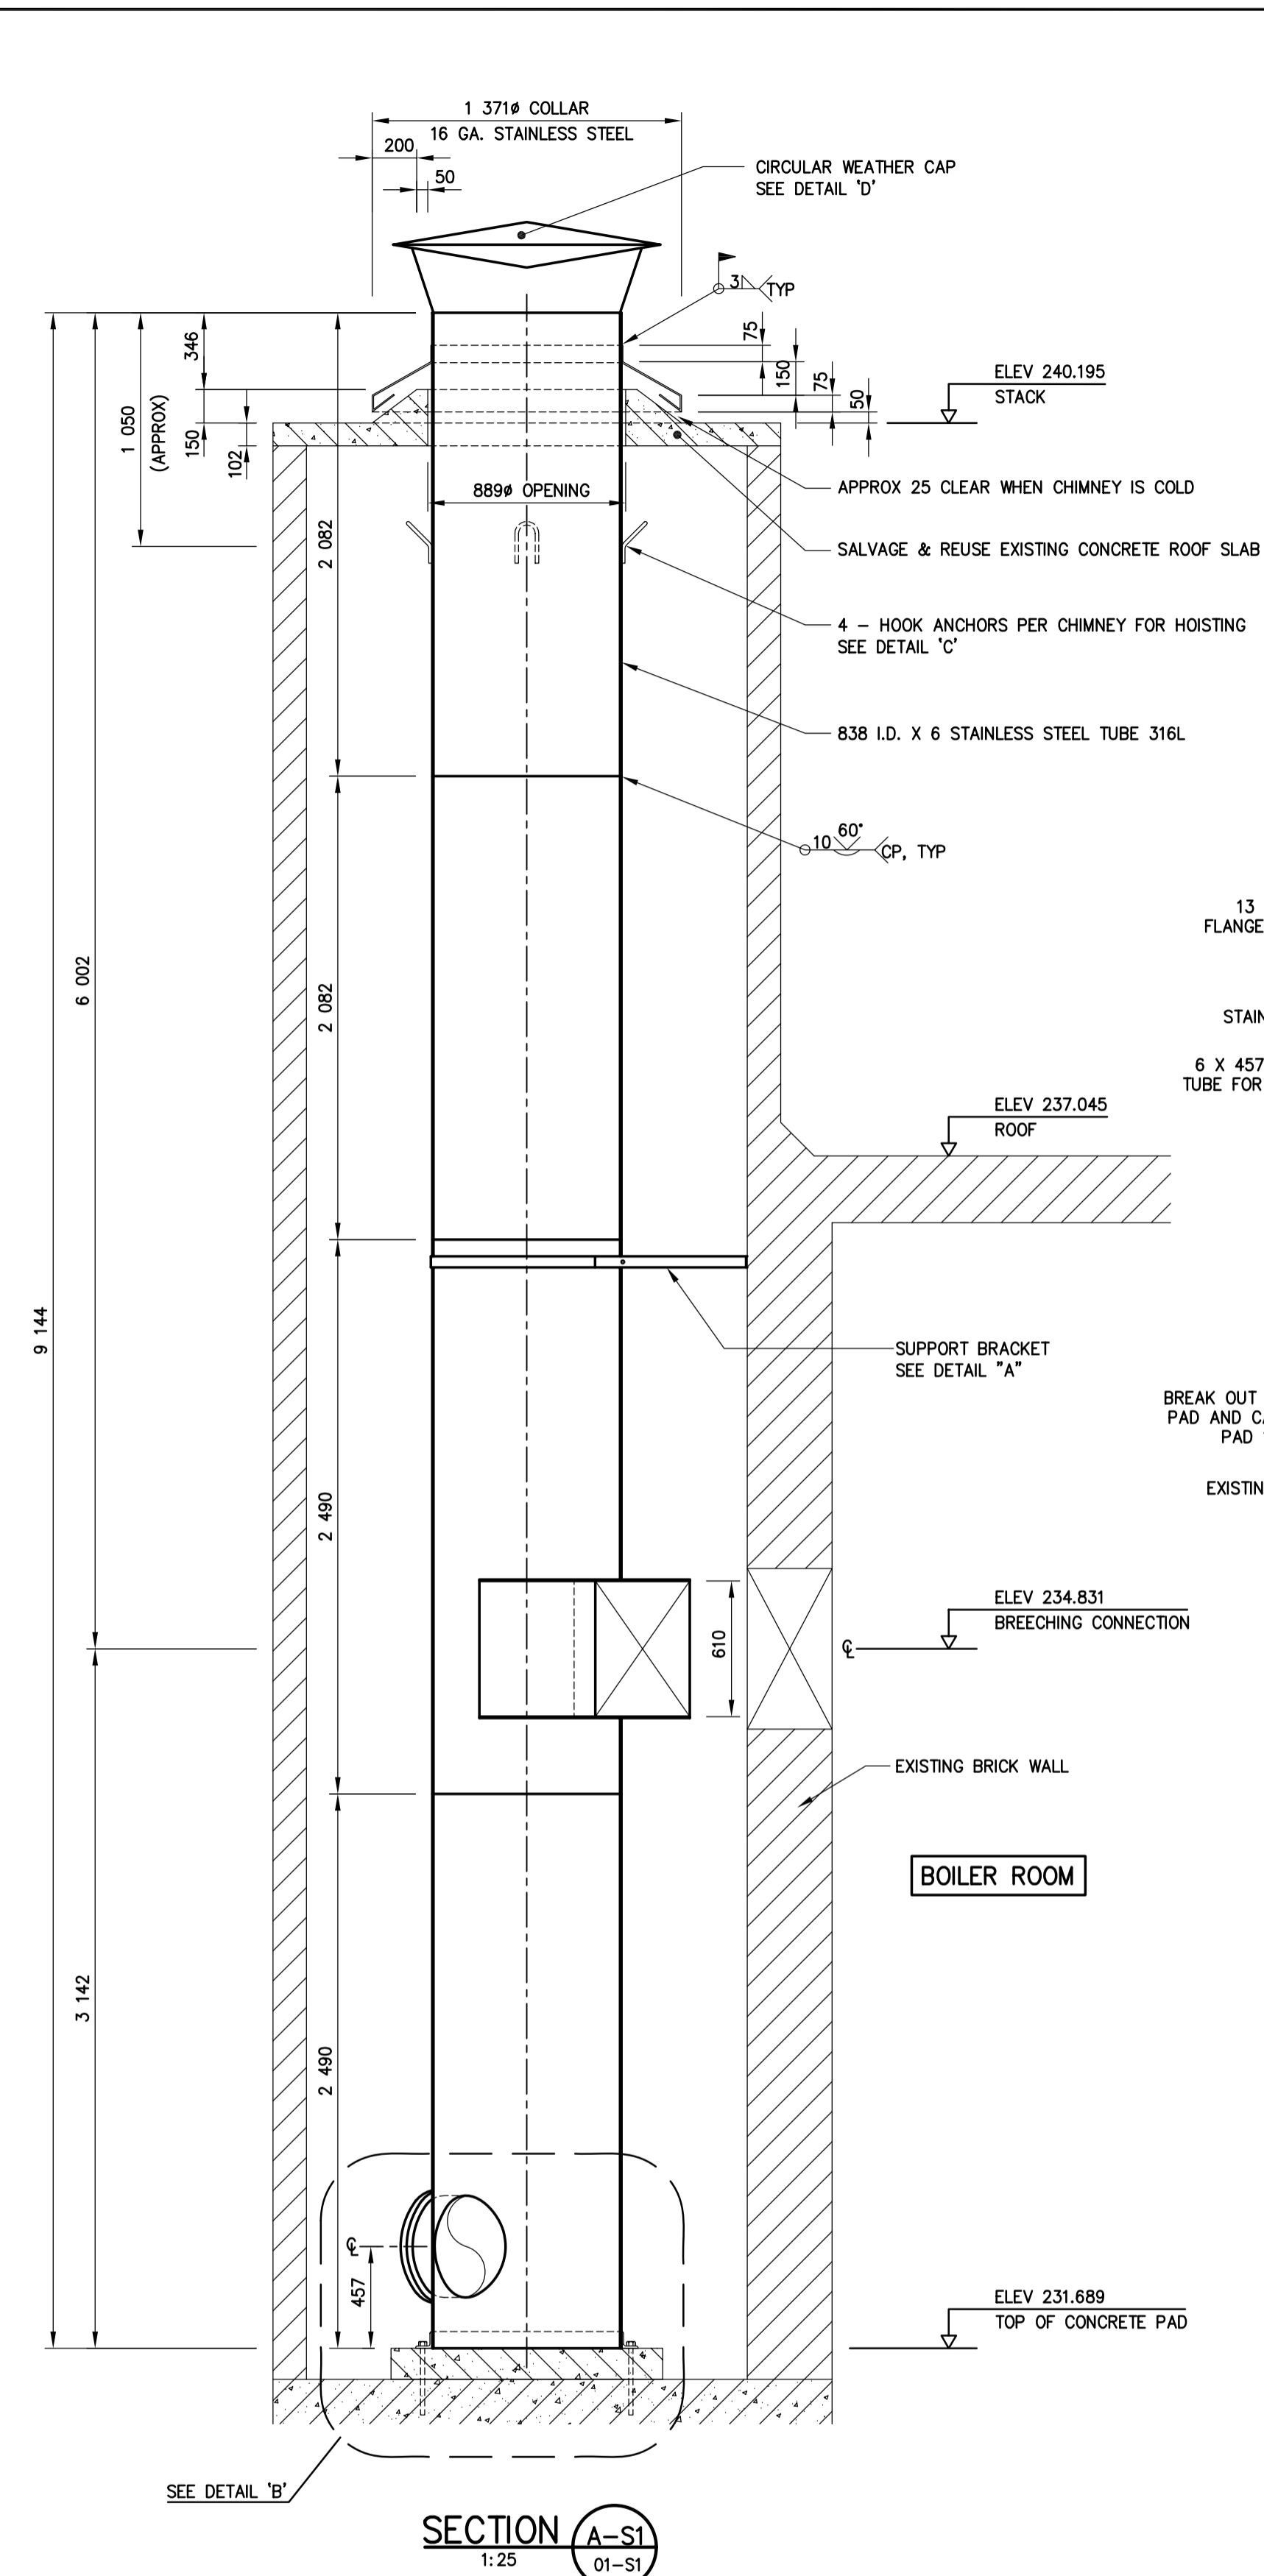 1 371ø COLLAR
16 GA. STAINLESS STEEL
200
50
CIRCULAR WEATHER CAP
SEE DETAIL 'D'
3
TYP
346
75
150
75
50
ELEV 240.195
STACK
1 050
(APPROX)
150
102
889ø OPENING
APPROX 25 CLEAR WHEN CHIMNEY IS COLD
2 082
SALVAGE & REUSE EXISTING CONCRETE ROOF SLAB
4 – HOOK ANCHORS PER CHIMNEY FOR HOISTING
SEE DETAIL 'C'
838 I.D. X 6 STAINLESS STEEL TUBE 316L
10
60°
CP, TYP
13
FLANGE
6 002
2 082
STAIN
6 X 457
TUBE FOR
ELEV 237.045
ROOF
9 144
SUPPORT BRACKET
SEE DETAIL "A"
BREAK OUT
PAD AND CA
PAD
EXISTIN
2 490
ELEV 234.831
BREECHING CONNECTION
610
℄
EXISTING BRICK WALL
BOILER ROOM
3 142
2 490
℄
457
ELEV 231.689
TOP OF CONCRETE PAD
SEE DETAIL 'B'
SECTION
1:25
A–S1
01–S1